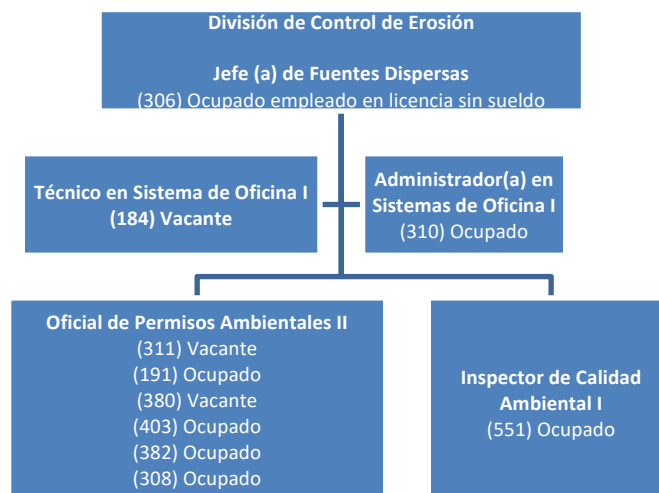 División de Control de Erosión
Jefe (a) de Fuentes Dispersas
(306) Ocupado empleado en licencia sin sueldo
Técnico en Sistema de Oficina I
(184) Vacante
Administrador(a) en
Sistemas de Oficina I
(310) Ocupado
Oficial de Permisos Ambientales II
(311) Vacante
(191) Ocupado
(380) Vacante
(403) Ocupado
(382) Ocupado
(308) Ocupado
Inspector de Calidad
Ambiental I
(551) Ocupado